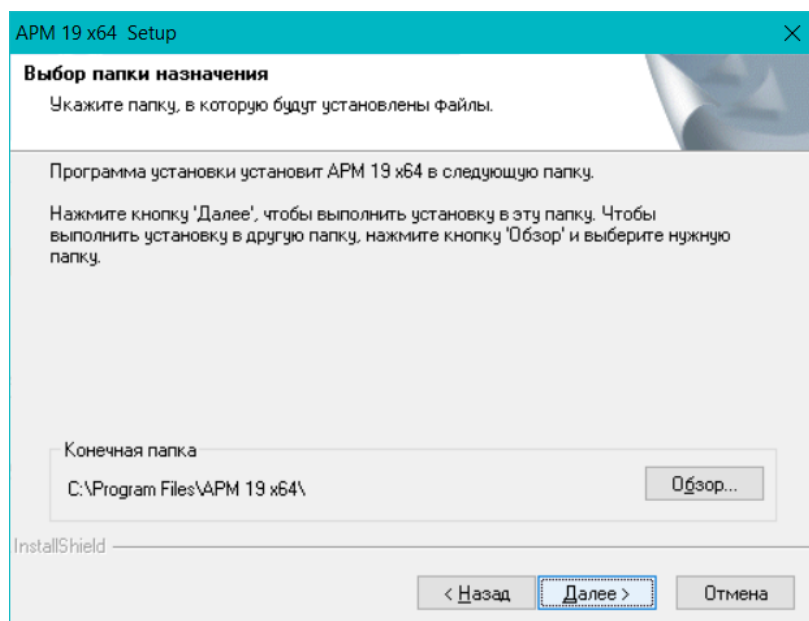 APM 19 x64 Setup
Выбор папки назначения
Укажите папку, в которую будут установлены файлы.
Программа установки установит APM 19 x64 в следующую папку.
Нажмите кнопку 'Далее', чтобы выполнить установку в эту папку. Чтобы
выполнить установку в другую папку, нажмите кнопку 'Обзор' и выберите нужную
папку.
Конечная папка
C:\Program Files\APM 19 x64\
Обзор...
InstallShield
< Назад
Далее >
Отмена